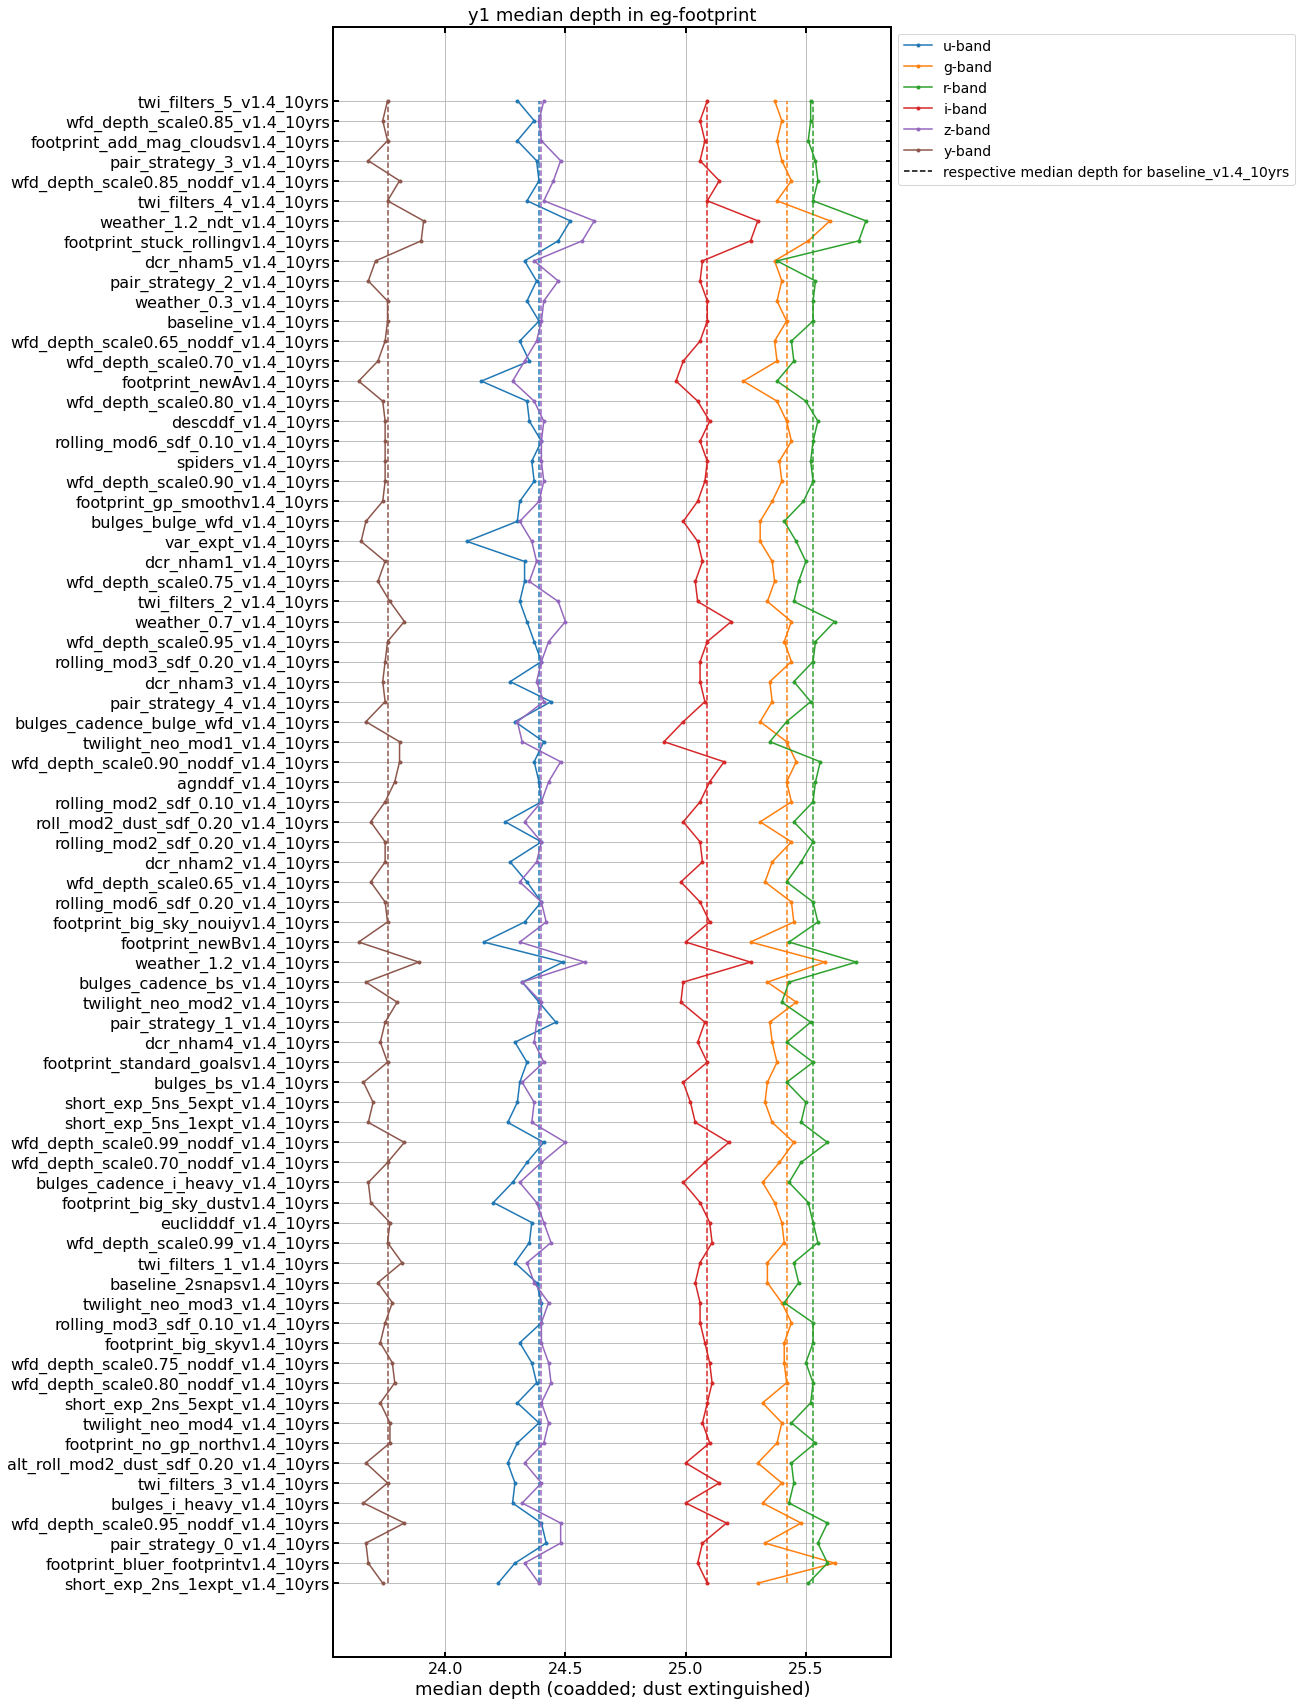 y1 median depth in eg-footprint
u-band
g-band
r-band
i-band
z-band
y-band
respective median depth for baseline_v1.4_10yrs
twi_filters_5_v1.4_10yrs
wfd_depth_scale0.85_v1.4_10yrs
footprint_add_mag_cloudsv1.4_10yrs
pair_strategy_3_v1.4_10yrs
wfd_depth_scale0.85_noddf_v1.4_10yrs
twi_filters_4_v1.4_10yrs
weather_1.2_ndt_v1.4_10yrs
footprint_stuck_rollingv1.4_10yrs
dcr_nham5_v1.4_10yrs
pair_strategy_2_v1.4_10yrs
weather_0.3_v1.4_10yrs
baseline_v1.4_10yrs
wfd_depth_scale0.65_noddf_v1.4_10yrs
wfd_depth_scale0.70_v1.4_10yrs
footprint_newAv1.4_10yrs
wfd_depth_scale0.80_v1.4_10yrs
descddf_v1.4_10yrs
rolling_mod6_sdf_0.10_v1.4_10yrs
spiders_v1.4_10yrs
wfd_depth_scale0.90_v1.4_10yrs
footprint_gp_smoothv1.4_10yrs
bulges_bulge_wfd_v1.4_10yrs
var_expt_v1.4_10yrs
dcr_nham1_v1.4_10yrs
wfd_depth_scale0.75_v1.4_10yrs
twi_filters_2_v1.4_10yrs
weather_0.7_v1.4_10yrs
wfd_depth_scale0.95_v1.4_10yrs
rolling_mod3_sdf_0.20_v1.4_10yrs
dcr_nham3_v1.4_10yrs
pair_strategy_4_v1.4_10yrs
bulges_cadence_bulge_wfd_v1.4_10yrs
twilight_neo_mod1_v1.4_10yrs
wfd_depth_scale0.90_noddf_v1.4_10yrs
agnddf_v1.4_10yrs
rolling_mod2_sdf_0.10_v1.4_10yrs
roll_mod2_dust_sdf_0.20_v1.4_10yrs
rolling_mod2_sdf_0.20_v1.4_10yrs
dcr_nham2_v1.4_10yrs
wfd_depth_scale0.65_v1.4_10yrs
rolling_mod6_sdf_0.20_v1.4_10yrs
footprint_big_sky_nouiyv1.4_10yrs
footprint_newBv1.4_10yrs
weather_1.2_v1.4_10yrs
bulges_cadence_bs_v1.4_10yrs
twilight_neo_mod2_v1.4_10yrs
pair_strategy_1_v1.4_10yrs
dcr_nham4_v1.4_10yrs
footprint_standard_goalsv1.4_10yrs
bulges_bs_v1.4_10yrs
short_exp_5ns_5expt_v1.4_10yrs
short_exp_5ns_1expt_v1.4_10yrs
wfd_depth_scale0.99_noddf_v1.4_10yrs
wfd_depth_scale0.70_noddf_v1.4_10yrs
bulges_cadence_i_heavy_v1.4_10yrs
footprint_big_sky_dustv1.4_10yrs
euclidddf_v1.4_10yrs
wfd_depth_scale0.99_v1.4_10yrs
twi_filters_1_v1.4_10yrs
baseline_2snapsv1.4_10yrs
twilight_neo_mod3_v1.4_10yrs
rolling_mod3_sdf_0.10_v1.4_10yrs
footprint_big_skyv1.4_10yrs
wfd_depth_scale0.75_noddf_v1.4_10yrs
wfd_depth_scale0.80_noddf_v1.4_10yrs
short_exp_2ns_5expt_v1.4_10yrs
twilight_neo_mod4_v1.4_10yrs
footprint_no_gp_northv1.4_10yrs
alt_roll_mod2_dust_sdf_0.20_v1.4_10yrs
twi_filters_3_v1.4_10yrs
bulges_i_heavy_v1.4_10yrs
wfd_depth_scale0.95_noddf_v1.4_10yrs
pair_strategy_0_v1.4_10yrs
footprint_bluer_footprintv1.4_10yrs
short_exp_2ns_1expt_v1.4_10yrs
24.0 24.5 25.0 25.5
median depth (coadded; dust extinguished)